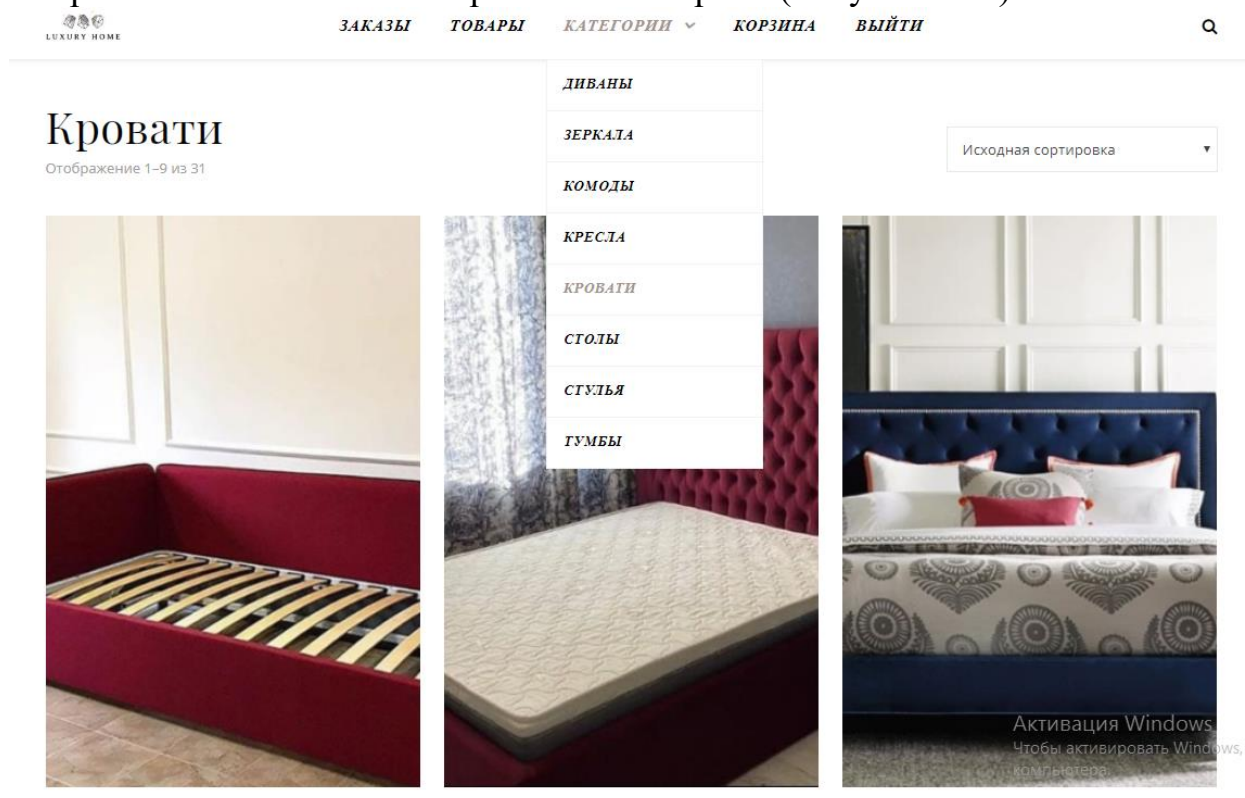 LUXURY HOME
ЗАКАЗЫ ТОВАРЫ КАТЕГОРИИ КОРЗИНА ВЫЙТИ
ДИВАНЫ
ЗЕРКАЛА
КОМОДЫ
КРЕСЛА
КРОВАТИ
СТОЛЫ
СТУЛЬЯ
ТУМБЫ
Кровати
Отображение 1–9 из 31
Исходная сортировка
Активация Windows
Чтобы активировать Windows,
компьютера.